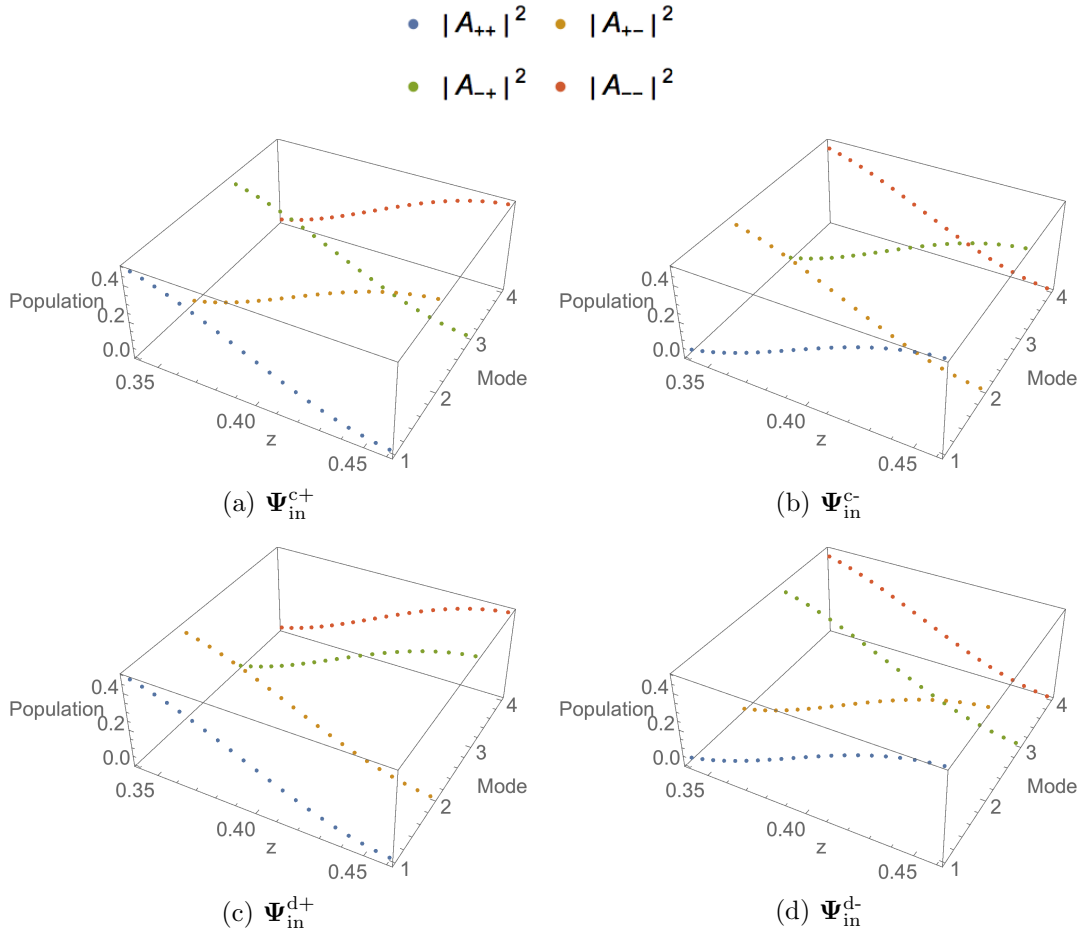 |A₊₊|² |A₊₋|²
|A₋₊|² |A₋₋|²
0.4
Population
0.2
0.0
0.35
0.40
z
0.45
1
2
Mode
3
4
(a) Ψ_in^c+
0.4
Population
0.2
0.0
0.35
0.40
z
0.45
1
2
Mode
3
4
(b) Ψ_in^c-
0.4
Population
0.2
0.0
0.35
0.40
z
0.45
1
2
Mode
3
4
(c) Ψ_in^d+
0.4
Population
0.2
0.0
0.35
0.40
z
0.45
1
2
Mode
3
4
(d) Ψ_in^d-